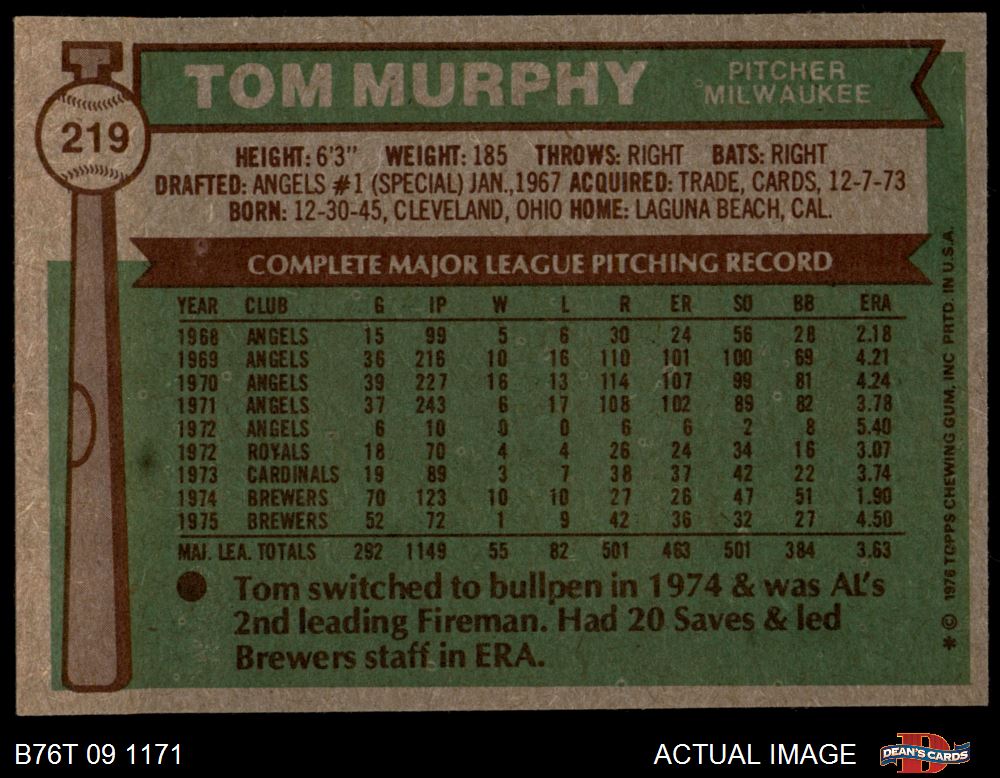 T
219
TOM MURPHY
PITCHER
MILWAUKEE
HEIGHT: 6'3" WEIGHT: 185 THROWS: RIGHT BATS: RIGHT
DRAFTED: ANGELS #1 (SPECIAL) JAN.,1967 ACQUIRED: TRADE, CARDS, 12-7-73
BORN: 12-30-45, CLEVELAND, OHIO HOME: LAGUNA BEACH, CAL.
COMPLETE MAJOR LEAGUE PITCHING RECORD
YEAR CLUB G IP W L R ER SO BB ERA
1968 ANGELS 15 99 5 6 30 24 56 28 2.18
1969 ANGELS 36 216 10 16 110 101 100 69 4.21
1970 ANGELS 39 227 16 13 114 107 99 81 4.24
1971 ANGELS 37 243 6 17 108 102 89 82 3.78
1972 ANGELS 6 10 0 0 6 6 2 8 5.40
1972 ROYALS 18 70 4 4 26 24 34 16 3.07
1973 CARDINALS 19 89 3 7 38 37 42 22 3.74
1974 BREWERS 70 123 10 10 27 26 47 51 1.90
1975 BREWERS 52 72 1 9 42 36 32 27 4.50
MAJ. LEA. TOTALS 292 1149 55 82 501 463 501 384 3.63
Tom switched to bullpen in 1974 & was AL's
2nd leading Fireman. Had 20 Saves & led
Brewers staff in ERA.
* © 1976 TOPPS CHEWING GUM, INC PRTD. IN U.S.A.
B76T 09 1171
ACTUAL IMAGE
D
DEAN'S CARDS